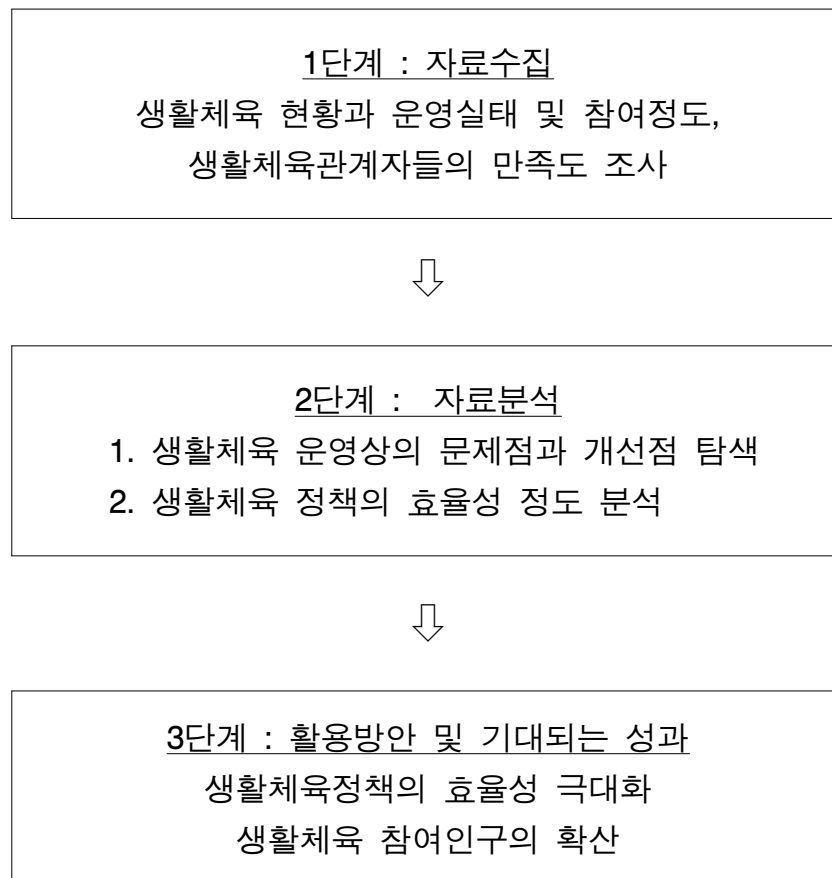 1단계 : 자료수집
생활체육 현황과 운영실태 및 참여정도,
생활체육관계자들의 만족도 조사
2단계 : 자료분석
1. 생활체육 운영상의 문제점과 개선점 탐색
2. 생활체육 정책의 효율성 정도 분석
3단계 : 활용방안 및 기대되는 성과
생활체육정책의 효율성 극대화
생활체육 참여인구의 확산